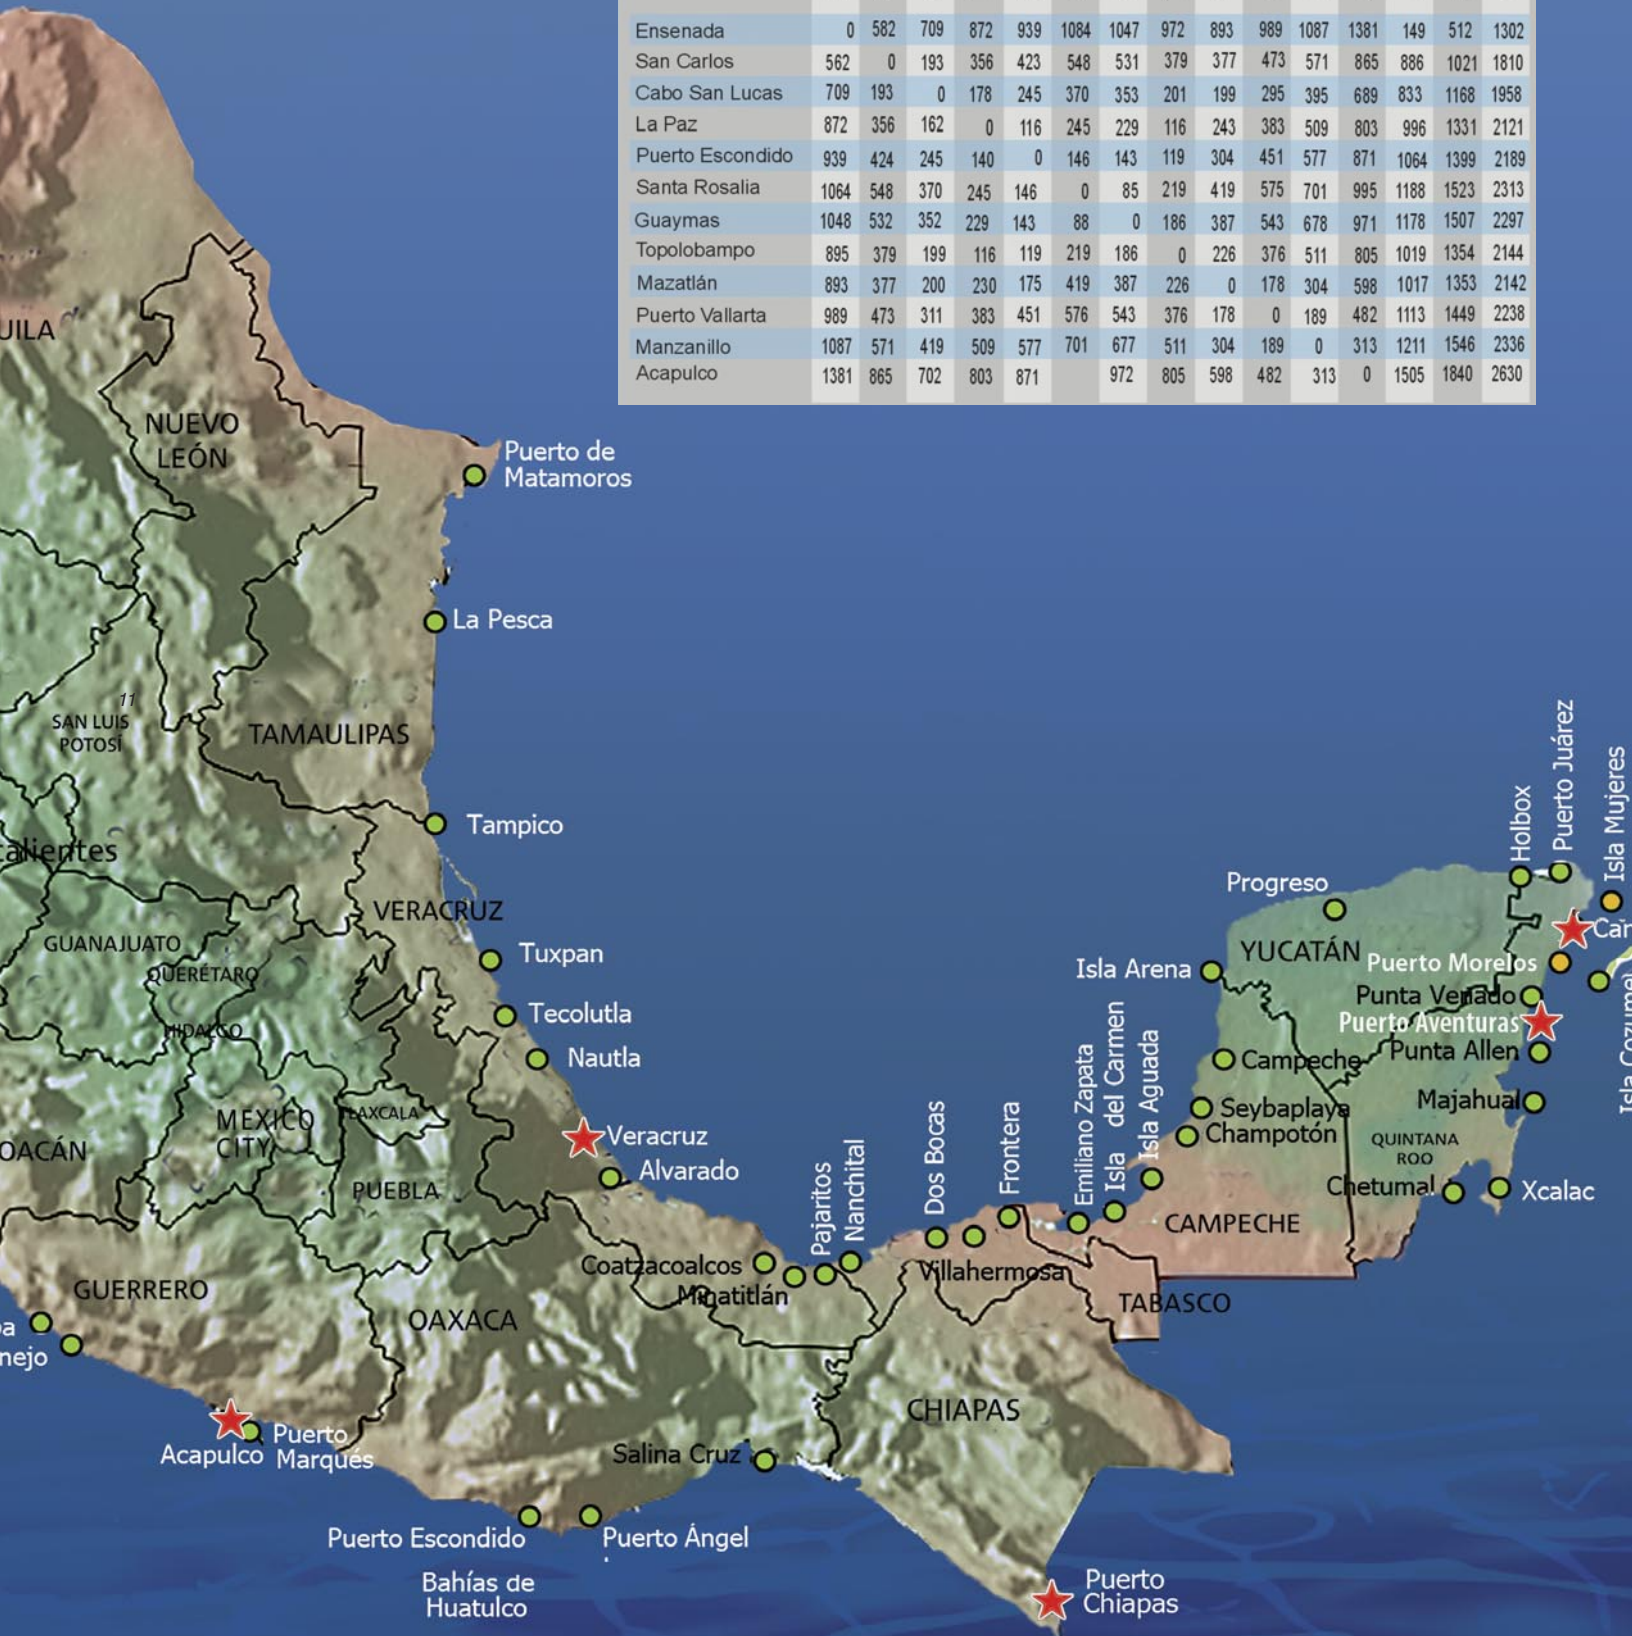 Ensenada 0 582 709 872 939 1084 1047 972 893 989 1087 1381 149 512 1302
San Carlos 562 0 193 356 423 548 531 379 377 473 571 865 886 1021 1810
Cabo San Lucas 709 193 0 178 245 370 353 201 199 295 395 689 833 1168 1958
La Paz 872 356 162 0 116 245 229 116 243 383 509 803 996 1331 2121
Puerto Escondido 939 424 245 140 0 146 143 119 304 451 577 871 1064 1399 2189
Santa Rosalia 1064 548 370 245 146 0 85 219 419 575 701 995 1188 1523 2313
Guaymas 1048 532 352 229 143 88 0 186 387 543 678 971 1178 1507 2297
Topolobampo 895 379 199 116 119 219 186 0 226 376 511 805 1019 1354 2144
Mazatlán 893 377 200 230 175 419 387 226 0 178 304 598 1017 1353 2142
Puerto Vallarta 989 473 311 383 451 576 543 376 178 0 189 482 1113 1449 2238
Manzanillo 1087 571 419 509 577 701 677 511 304 189 0 313 1211 1546 2336
Acapulco 1381 865 702 803 871 972 805 598 482 313 0 1505 1840 2630
UILA
NUEVO
LEÓN
Puerto de
Matamoros
La Pesca
11
SAN LUIS
POTOSÍ
TAMAULIPAS
Tampico
calientes
VERACRUZ
GUANAJUATO
QUERÉTARO
HIDALGO
Tuxpan
Tecolutla
Nautla
MEXICO
CITY
TLAXCALA
OACÁN
Veracruz
Alvarado
PUEBLA
GUERRERO
OAXACA
Coatzacoalcos
Minatitlán
Pajaritos
Nanchital
Dos Bocas
Frontera
Villahermosa
Emiliano Zapata
Isla del Carmen
Isla Aguada
TABASCO
CAMPECHE
CHIAPAS
Isla Arena
Progreso
YUCATÁN
Holbox
Puerto Juárez
Isla Mujeres
Can
Puerto Morelos
Punta Venado
Puerto Aventuras
Punta Allen
Isla Cozumel
Campeche
Seybaplaya
Champotón
Majahual
QUINTANA
ROO
Chetumal
Xcalac
pa
nejo
Acapulco
Puerto
Marqués
Salina Cruz
Puerto Escondido
Puerto Ángel
Bahías de
Huatulco
Puerto
Chiapas